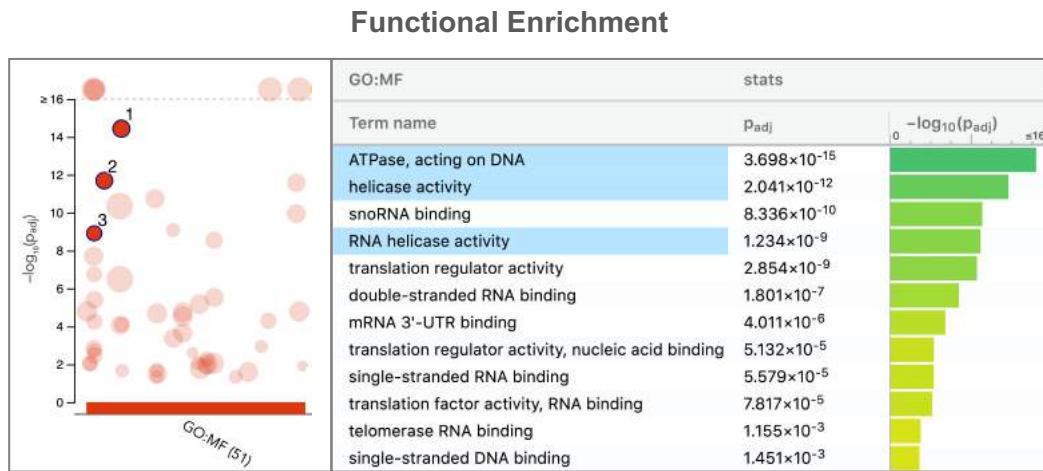 Functional Enrichment
≥ 16
14
12
10
8
6
4
2
0
-log₁₀(p_adj)
1
2
3
GO:MF (51)
GO:MF stats
Term name p_adj −log₁₀(p_adj)
0 ≤16
ATPase, acting on DNA 3.698×10⁻¹⁵
helicase activity 2.041×10⁻¹²
snoRNA binding 8.336×10⁻¹⁰
RNA helicase activity 1.234×10⁻⁹
translation regulator activity 2.854×10⁻⁹
double-stranded RNA binding 1.801×10⁻⁷
mRNA 3'-UTR binding 4.011×10⁻⁶
translation regulator activity, nucleic acid binding 5.132×10⁻⁵
single-stranded RNA binding 5.579×10⁻⁵
translation factor activity, RNA binding 7.817×10⁻⁵
telomerase RNA binding 1.155×10⁻³
single-stranded DNA binding 1.451×10⁻³